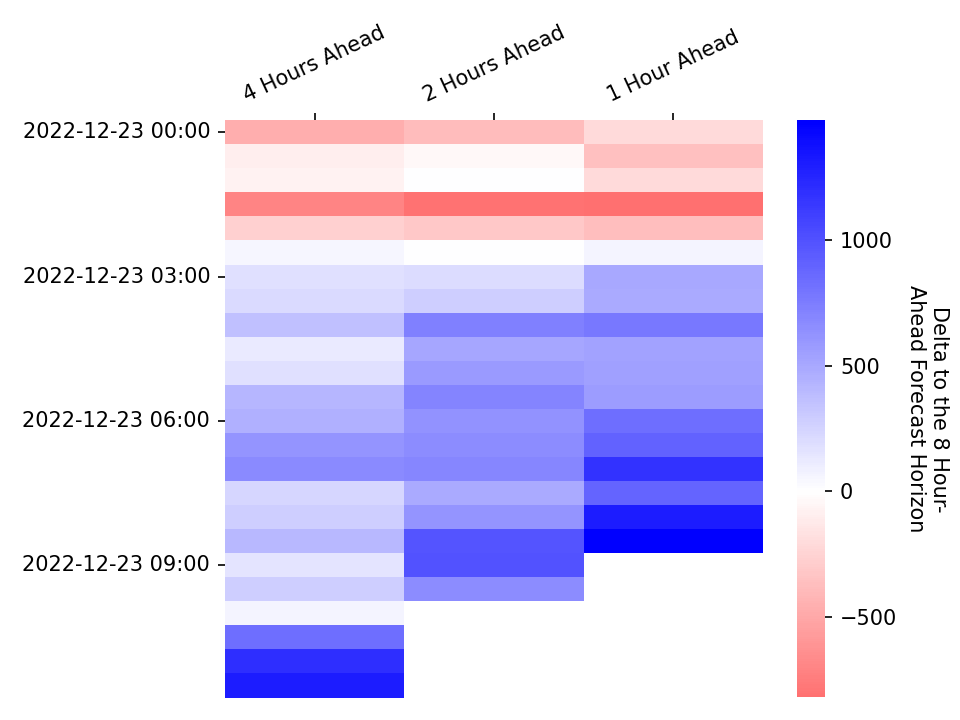 4 Hours Ahead
2 Hours Ahead
1 Hour Ahead
2022-12-23 00:00
2022-12-23 03:00
2022-12-23 06:00
2022-12-23 09:00
1000
500
0
−500
Delta to the 8 Hour-
Ahead Forecast Horizon